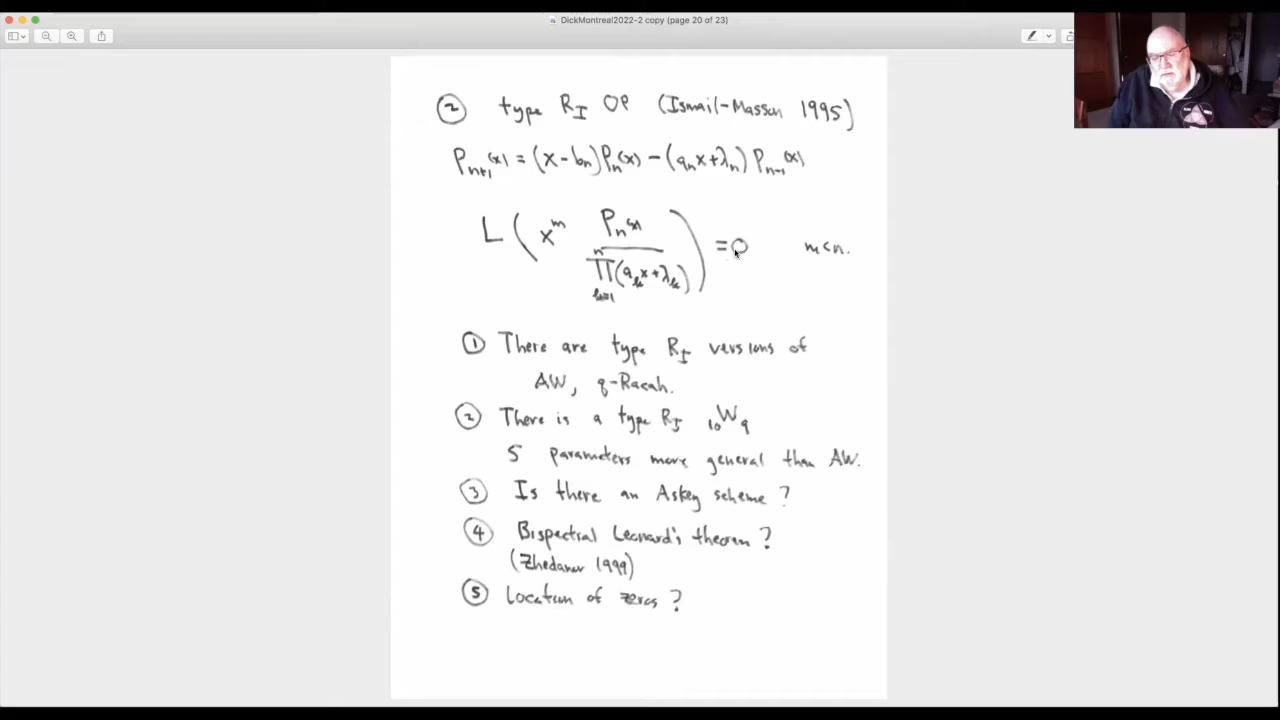 DickMontreal2022-2 copy (page 20 of 23)
② type R_I OP (Ismail-Masson 1995)
P_{n+1}(x) = (x-b_n)P_n(x) - (a_n x+λ_n) P_{n-1}(x)
L ( x^m P_n(x) / ∏_{k=1}^{n} (a_k x+λ_k) ) = 0 m<n.
① There are type R_I versions of
AW, q-Racah.
② There is a type R_I ₁₀W₉
5 parameters more general than AW.
③ Is there an Askey scheme?
④ Bispectral Leonard's theorem?
(Zhedanov 1999)
⑤ Location of zeros?